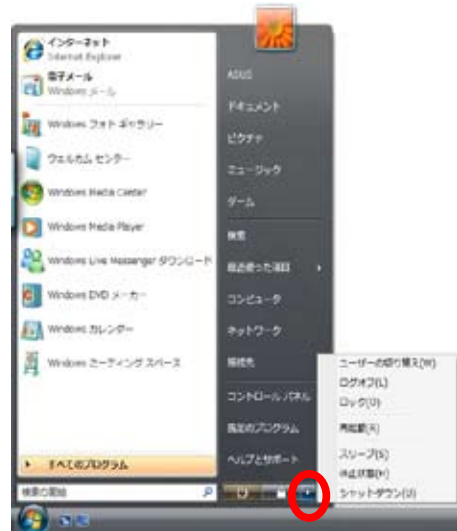 インターネット
Internet Explorer
電子メール
Windows メール
Windows フォト ギャラリー
ウェルカム センター
Windows Media Center
Windows Media Player
Windows Live Messenger ダウンロード
Windows DVD メーカー
Windows カレンダー
Windows ミーティング スペース
すべてのプログラム
検索の開始
ASUS
ドキュメント
ピクチャ
ミュージック
ゲーム
検索
最近使った項目
コンピュータ
ネットワーク
接続先
コントロール パネル
既定のプログラム
ヘルプとサポート
ユーザーの切り替え(W)
ログオフ(L)
ロック(O)
再起動(R)
スリープ(S)
休止状態(H)
シャットダウン(U)